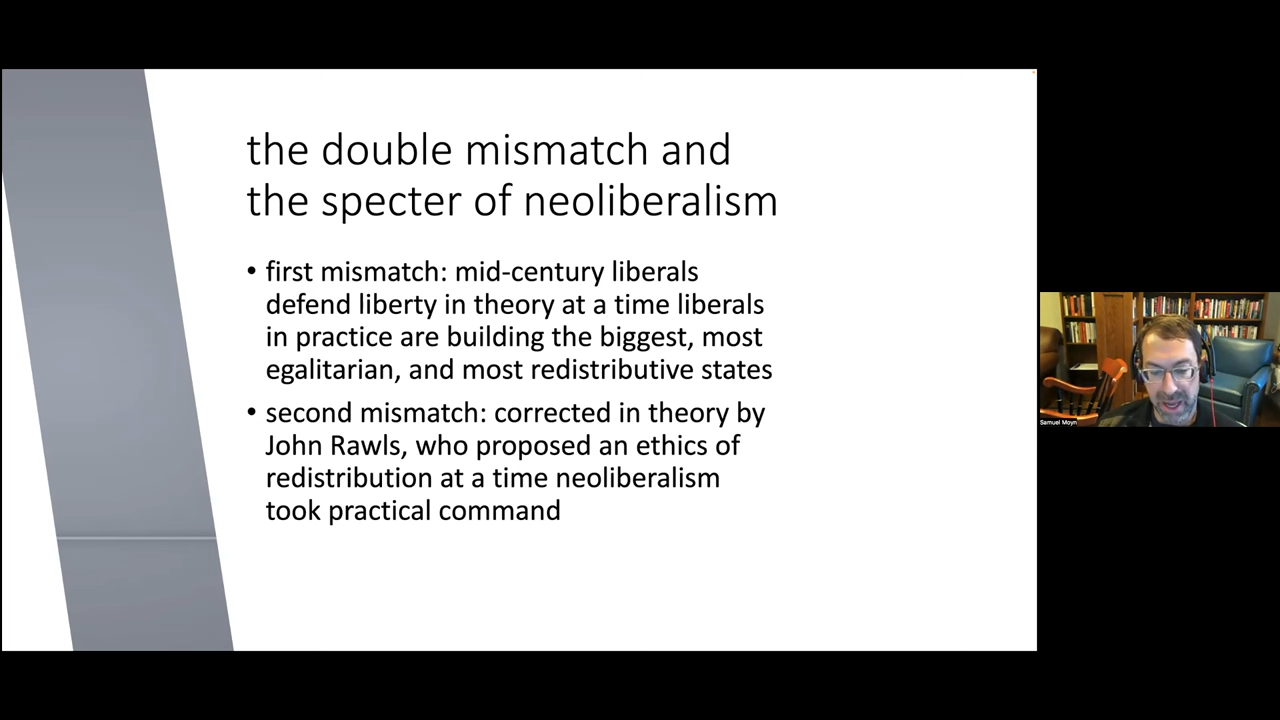 the double mismatch and
the specter of neoliberalism
• first mismatch: mid-century liberals
defend liberty in theory at a time liberals
in practice are building the biggest, most
egalitarian, and most redistributive states
• second mismatch: corrected in theory by
John Rawls, who proposed an ethics of
redistribution at a time neoliberalism
took practical command
Samuel Moyn